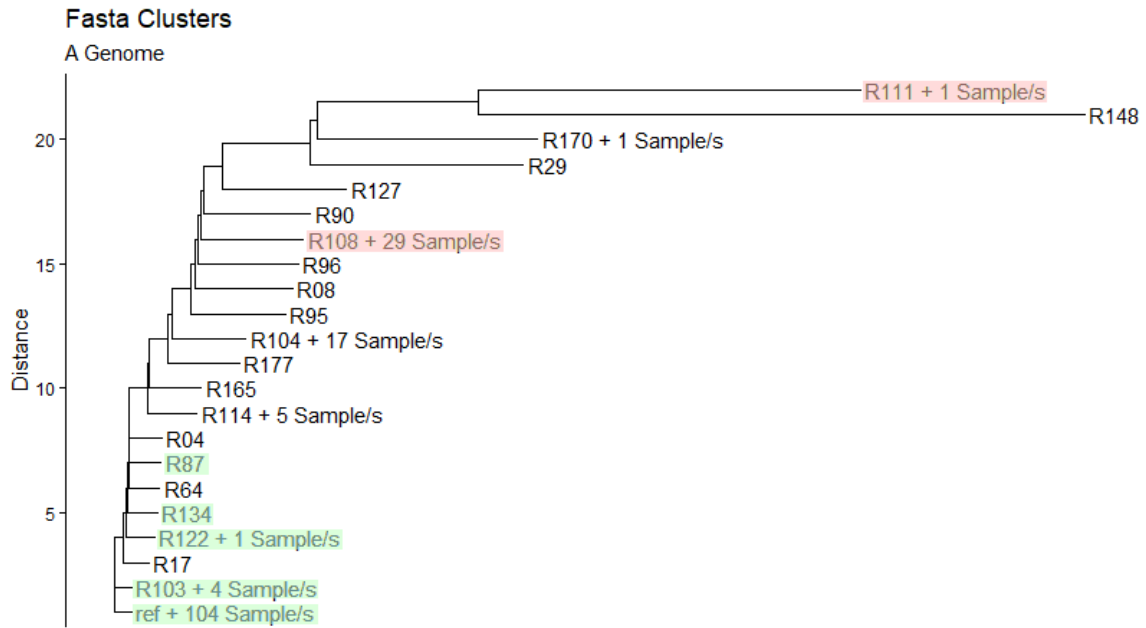 Fasta Clusters
A Genome
R111 + 1 Sample/s
R148
20
R170 + 1 Sample/s
R29
R127
R90
R108 + 29 Sample/s
15
R96
R08
R95
Distance
R104 + 17 Sample/s
R177
10
R165
R114 + 5 Sample/s
R04
R87
R64
5
R134
R122 + 1 Sample/s
R17
R103 + 4 Sample/s
ref + 104 Sample/s